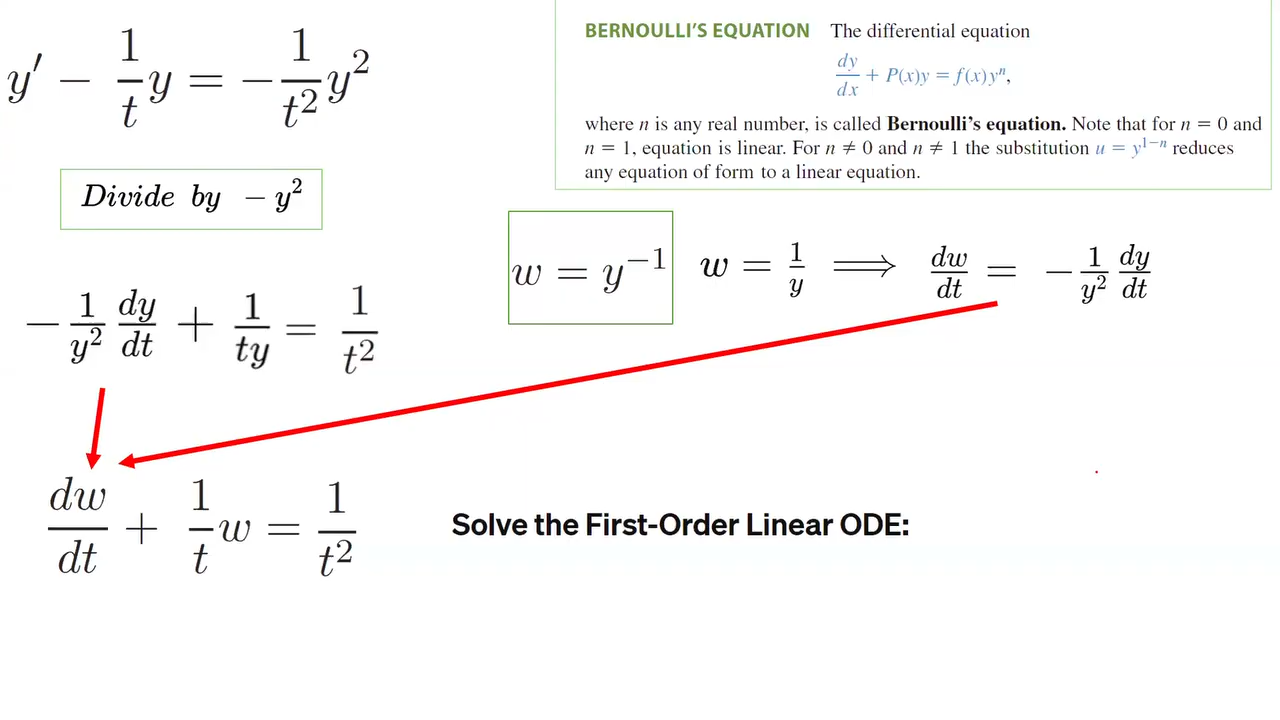 y′ − 1/t y = − 1/t² y²
BERNOULLI'S EQUATION The differential equation
dy/dx + P(x)y = f(x)yⁿ,
where n is any real number, is called Bernoulli's equation. Note that for n = 0 and
n = 1, equation is linear. For n ≠ 0 and n ≠ 1 the substitution u = y¹⁻ⁿ reduces
any equation of form to a linear equation.
Divide by − y²
w = y⁻¹ w = 1/y ⟹ dw/dt = − 1/y² dy/dt
− 1/y² dy/dt + 1/ty = 1/t²
dw/dt + 1/t w = 1/t²
Solve the First-Order Linear ODE: